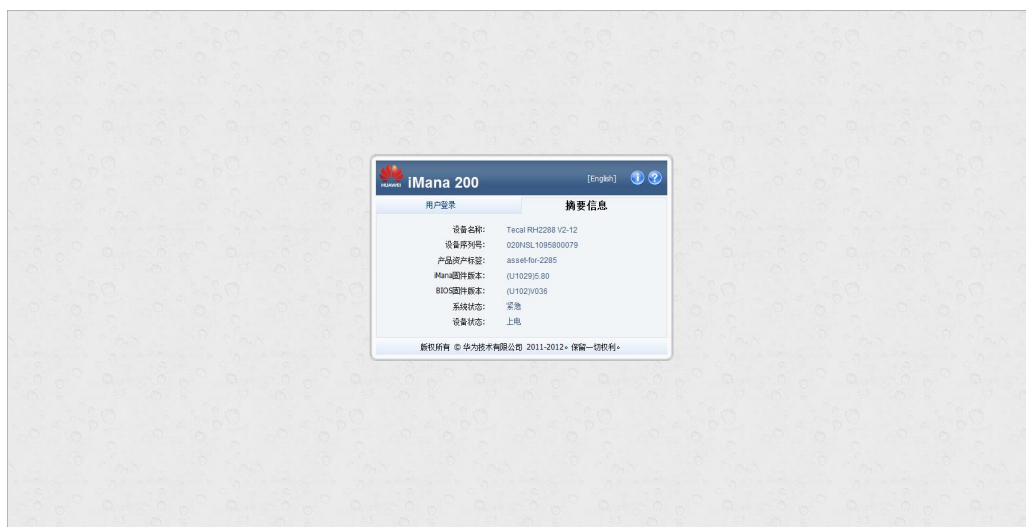 HUAWEI iMana 200 [English]
用户登录 摘要信息
设备名称: Tecal RH2288 V2-12
设备序列号: 020NSL1095800079
产品资产标签: asset-for-2285
iMana固件版本: (U1029)5.80
BIOS固件版本: (U102)V036
系统状态: 紧急
设备状态: 上电
版权所有 © 华为技术有限公司 2011-2012。保留一切权利。